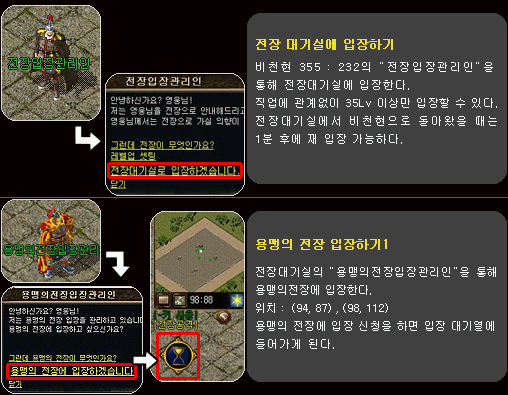 전장입장관리인
전장입장관리인
안녕하신가요? 영웅님!
저는 영웅님을 전장으로 안내해드리고
영웅님께서는 전장으로 가실 의향이
그런데 전장이 무엇인가요?
레벨업 셋팅
전장대기실로 입장하겠습니다.
닫기
전장 대기실에 입장하기
비천현 355 : 232의 "전장입장관리인"을
통해 전장대기실에 입장한다.
직업에 관계없이 35Lv 이상만 입장할 수 있다.
전장대기실에서 비천현으로 돌아왔을 때는
1분 후에 재 입장 가능하다.
용맹의전장입장관리
용맹의전장입장관리인
안녕하신가요? 영웅님!
저는 용맹의 전장 입장을 관리하고 있습니다
용맹의 전장에 입장하고 싶으신가요?
그런데 용맹의 전장이 무엇인가요?
용맹의 전장에 입장하겠습니다
닫기
98:88
용맹의 전장 입장하기1
전장대기실의 "용맹의전장입장관리인"을 통해
용맹의전장에 입장한다.
위치 : (94, 87) , (98, 112)
용맹의 전장에 입장 신청을 하면 입장 대기열에
들어가게 된다.